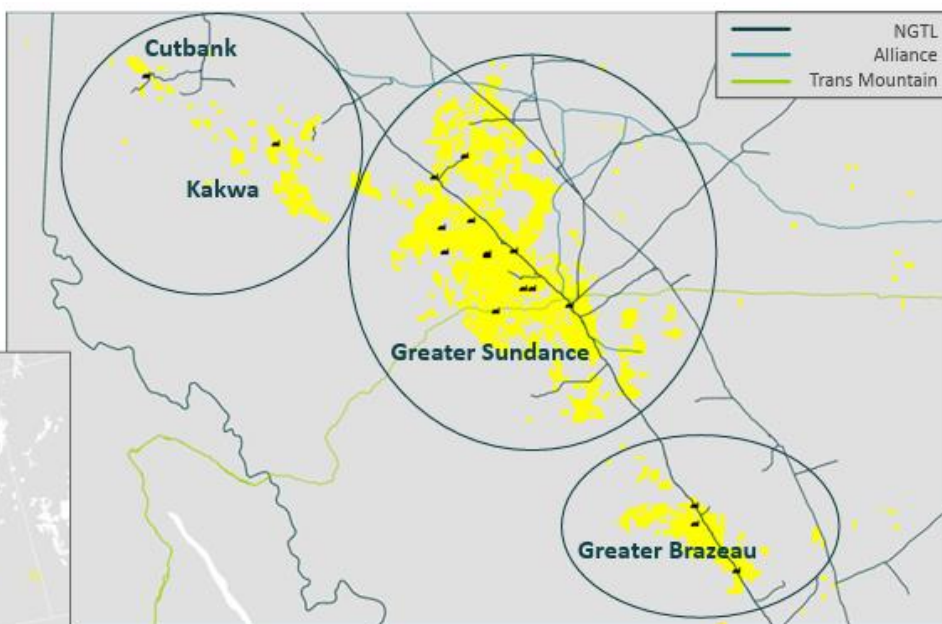 NGTL
Alliance
Trans Mountain
Cutbank
Kakwa
Greater Sundance
Greater Brazeau